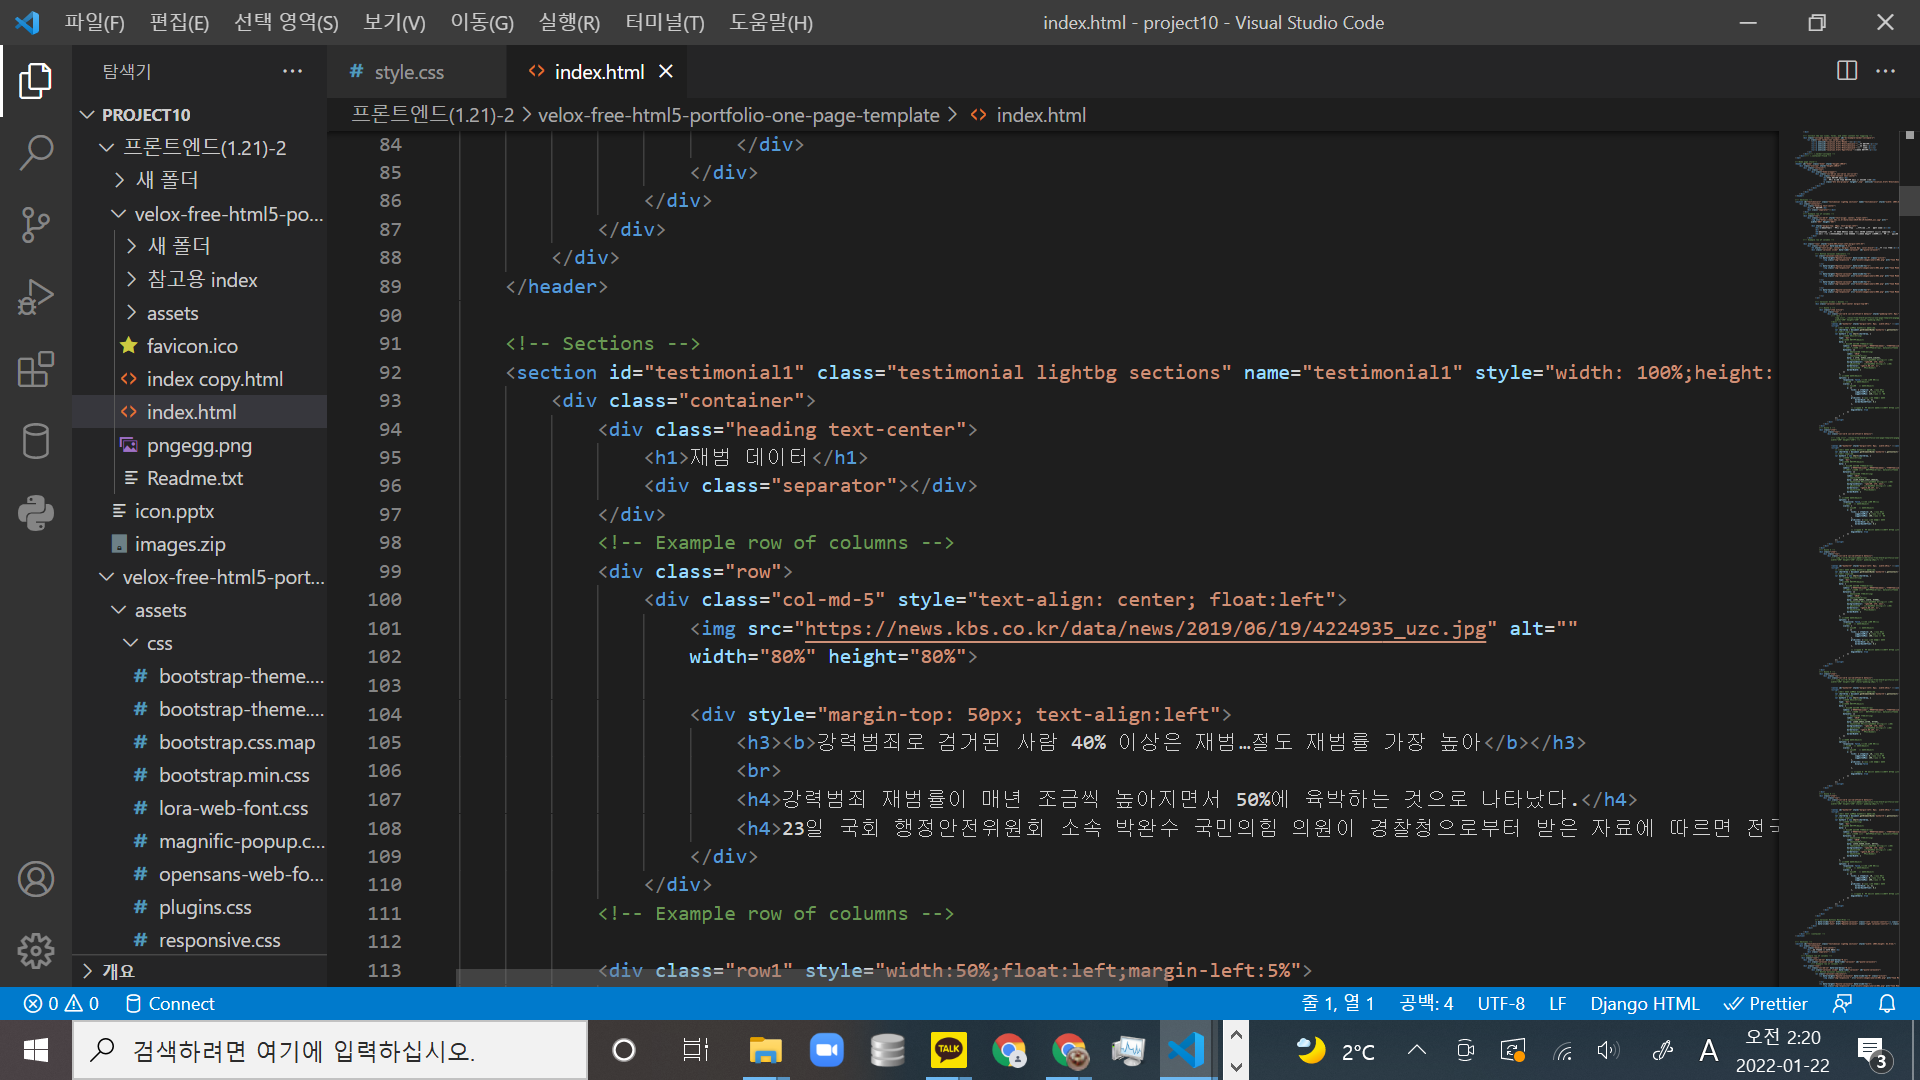 파일(F) 편집(E) 선택 영역(S) 보기(V) 이동(G) 실행(R) 터미널(T) 도움말(H) index.html - project10 - Visual Studio Code
탐색기
# style.css
<> index.html
프론트엔드(1.21)-2 > velox-free-html5-portfolio-one-page-template > <> index.html
PROJECT10
프론트엔드(1.21)-2
새 폴더
velox-free-html5-po...
새 폴더
참고용 index
assets
favicon.ico
index copy.html
index.html
pngegg.png
Readme.txt
icon.pptx
images.zip
velox-free-html5-port...
assets
css
# bootstrap-theme....
# bootstrap-theme....
# bootstrap.css.map
# bootstrap.min.css
# lora-web-font.css
# magnific-popup.c...
# opensans-web-fo...
# plugins.css
# responsive.css
개요
84 </div>
85 </div>
86 </div>
87 </div>
88 </div>
89 </header>
90
91 <!-- Sections -->
92 <section id="testimonial1" class="testimonial lightbg sections" name="testimonial1" style="width: 100%;height:
93 <div class="container">
94 <div class="heading text-center">
95 <h1>재범 데이터</h1>
96 <div class="separator"></div>
97 </div>
98 <!-- Example row of columns -->
99 <div class="row">
100 <div class="col-md-5" style="text-align: center; float:left">
101 <img src="https://news.kbs.co.kr/data/news/2019/06/19/4224935_uzc.jpg" alt=""
102 width="80%" height="80%">
103
104 <div style="margin-top: 50px; text-align:left">
105 <h3><b>강력범죄로 검거된 사람 40% 이상은 재범…절도 재범률 가장 높아</b></h3>
106 <br>
107 <h4>강력범죄 재범률이 매년 조금씩 높아지면서 50%에 육박하는 것으로 나타났다.</h4>
108 <h4>23일 국회 행정안전위원회 소속 박완수 국민의힘 의원이 경찰청으로부터 받은 자료에 따르면 전국
109 </div>
110 </div>
111 <!-- Example row of columns -->
112
113 <div class="row1" style="width:50%;float:left;margin-left:5%">
0 0 Connect 줄 1, 열 1 공백: 4 UTF-8 LF Django HTML Prettier
검색하려면 여기에 입력하십시오.
TALK
2°C
A
오전 2:20
2022-01-22
3